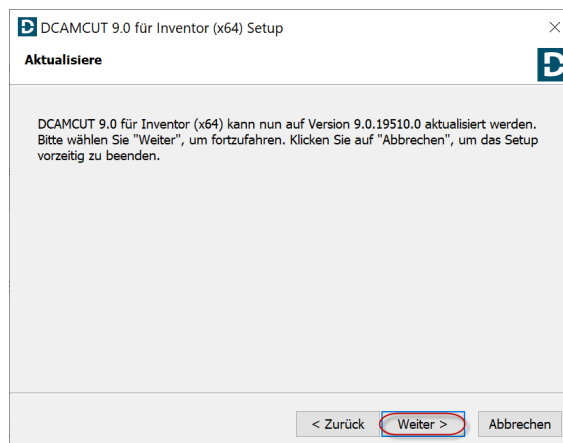 DCAMCUT 9.0 für Inventor (x64) Setup
Aktualisiere
DCAMCUT 9.0 für Inventor (x64) kann nun auf Version 9.0.19510.0 aktualisiert werden.
Bitte wählen Sie "Weiter", um fortzufahren. Klicken Sie auf "Abbrechen", um das Setup
vorzeitig zu beenden.
< Zurück Weiter > Abbrechen